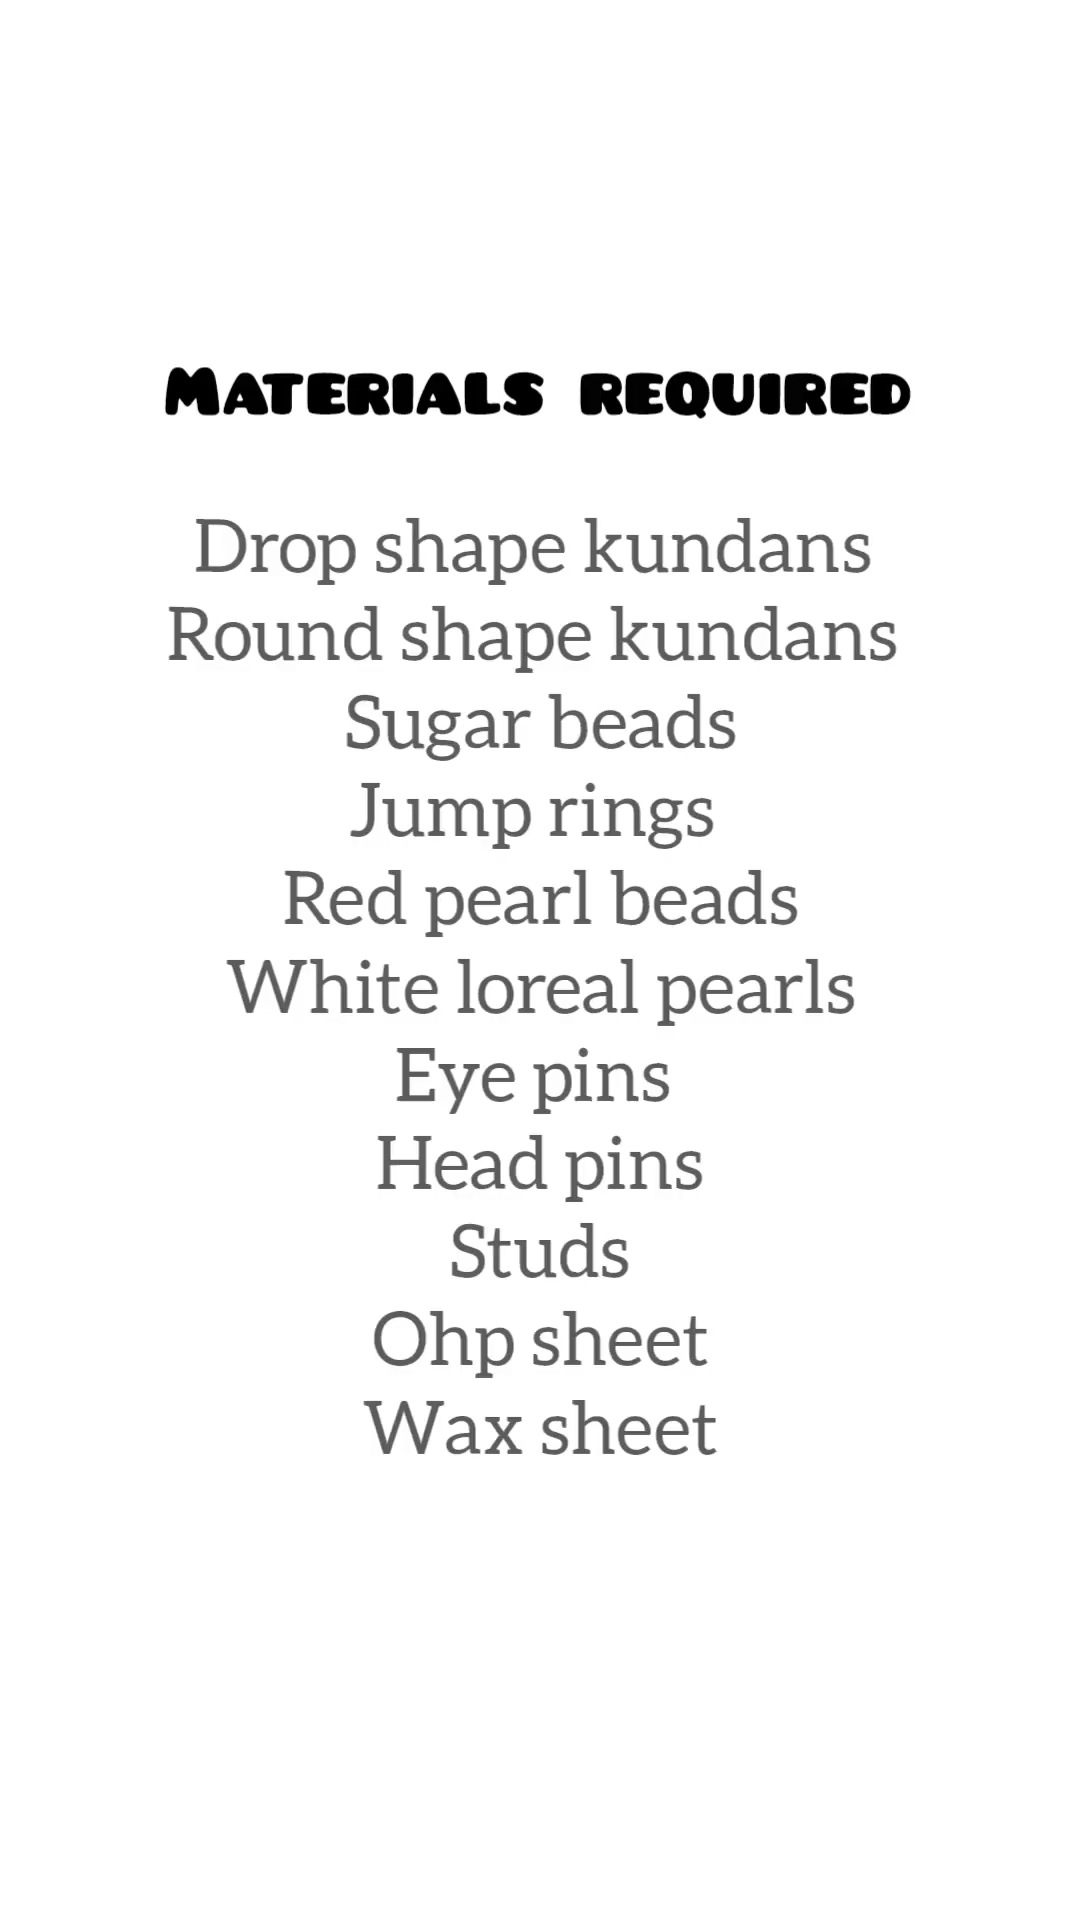 Materials required
Drop shape kundans
Round shape kundans
Sugar beads
Jump rings
Red pearl beads
White loreal pearls
Eye pins
Head pins
Studs
Ohp sheet
Wax sheet